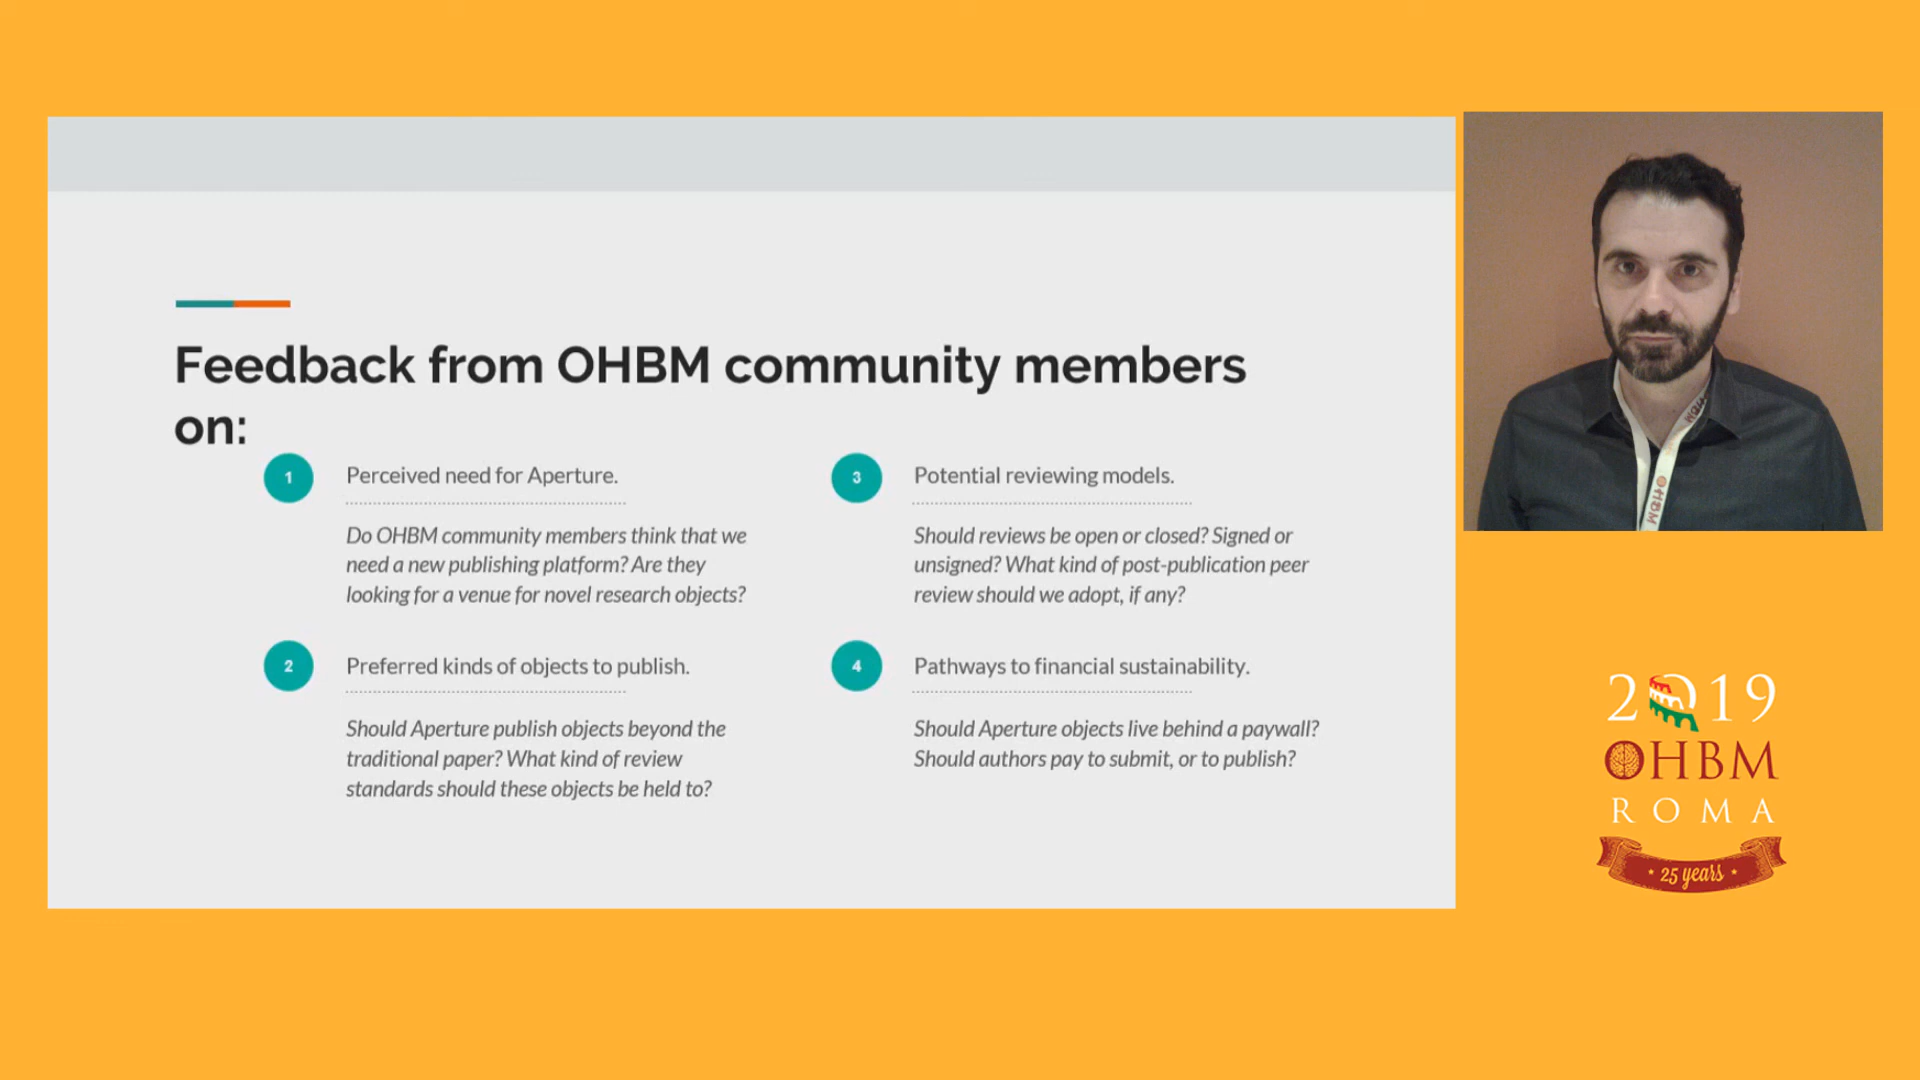 Feedback from OHBM community members
on:
1
Perceived need for Aperture.
Do OHBM community members think that we
need a new publishing platform? Are they
looking for a venue for novel research objects?
2
Preferred kinds of objects to publish.
Should Aperture publish objects beyond the
traditional paper? What kind of review
standards should these objects be held to?
3
Potential reviewing models.
Should reviews be open or closed? Signed or
unsigned? What kind of post-publication peer
review should we adopt, if any?
4
Pathways to financial sustainability.
Should Aperture objects live behind a paywall?
Should authors pay to submit, or to publish?
OHBM
2019
OHBM
ROMA
25 years